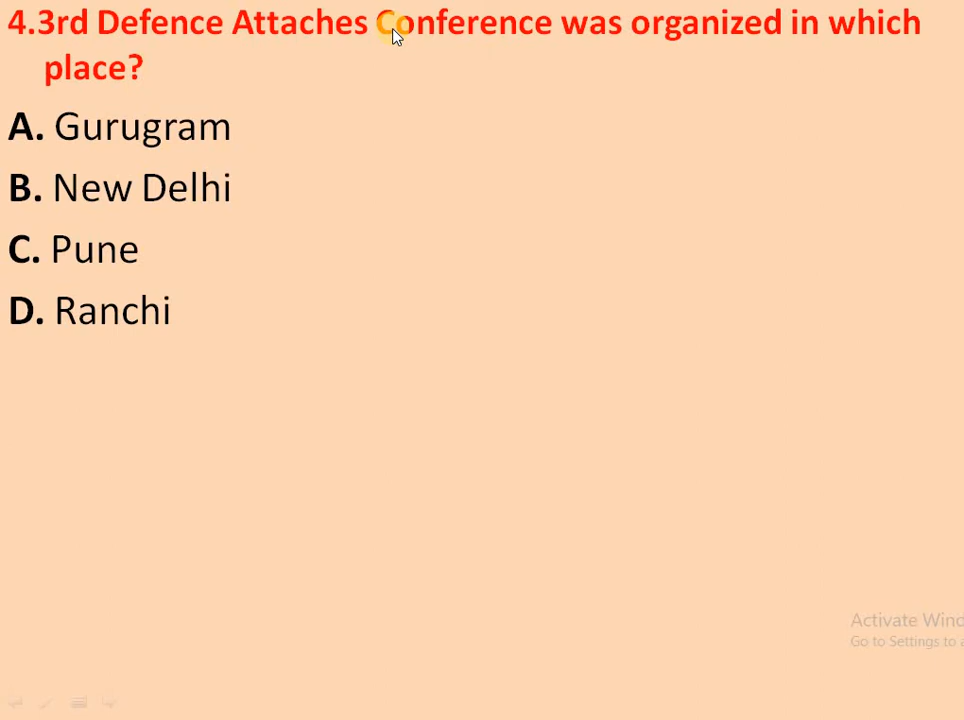 4.3rd Defence Attaches Conference was organized in which
place?
A. Gurugram
B. New Delhi
C. Pune
D. Ranchi
Activate Wind
Go to Settings to a